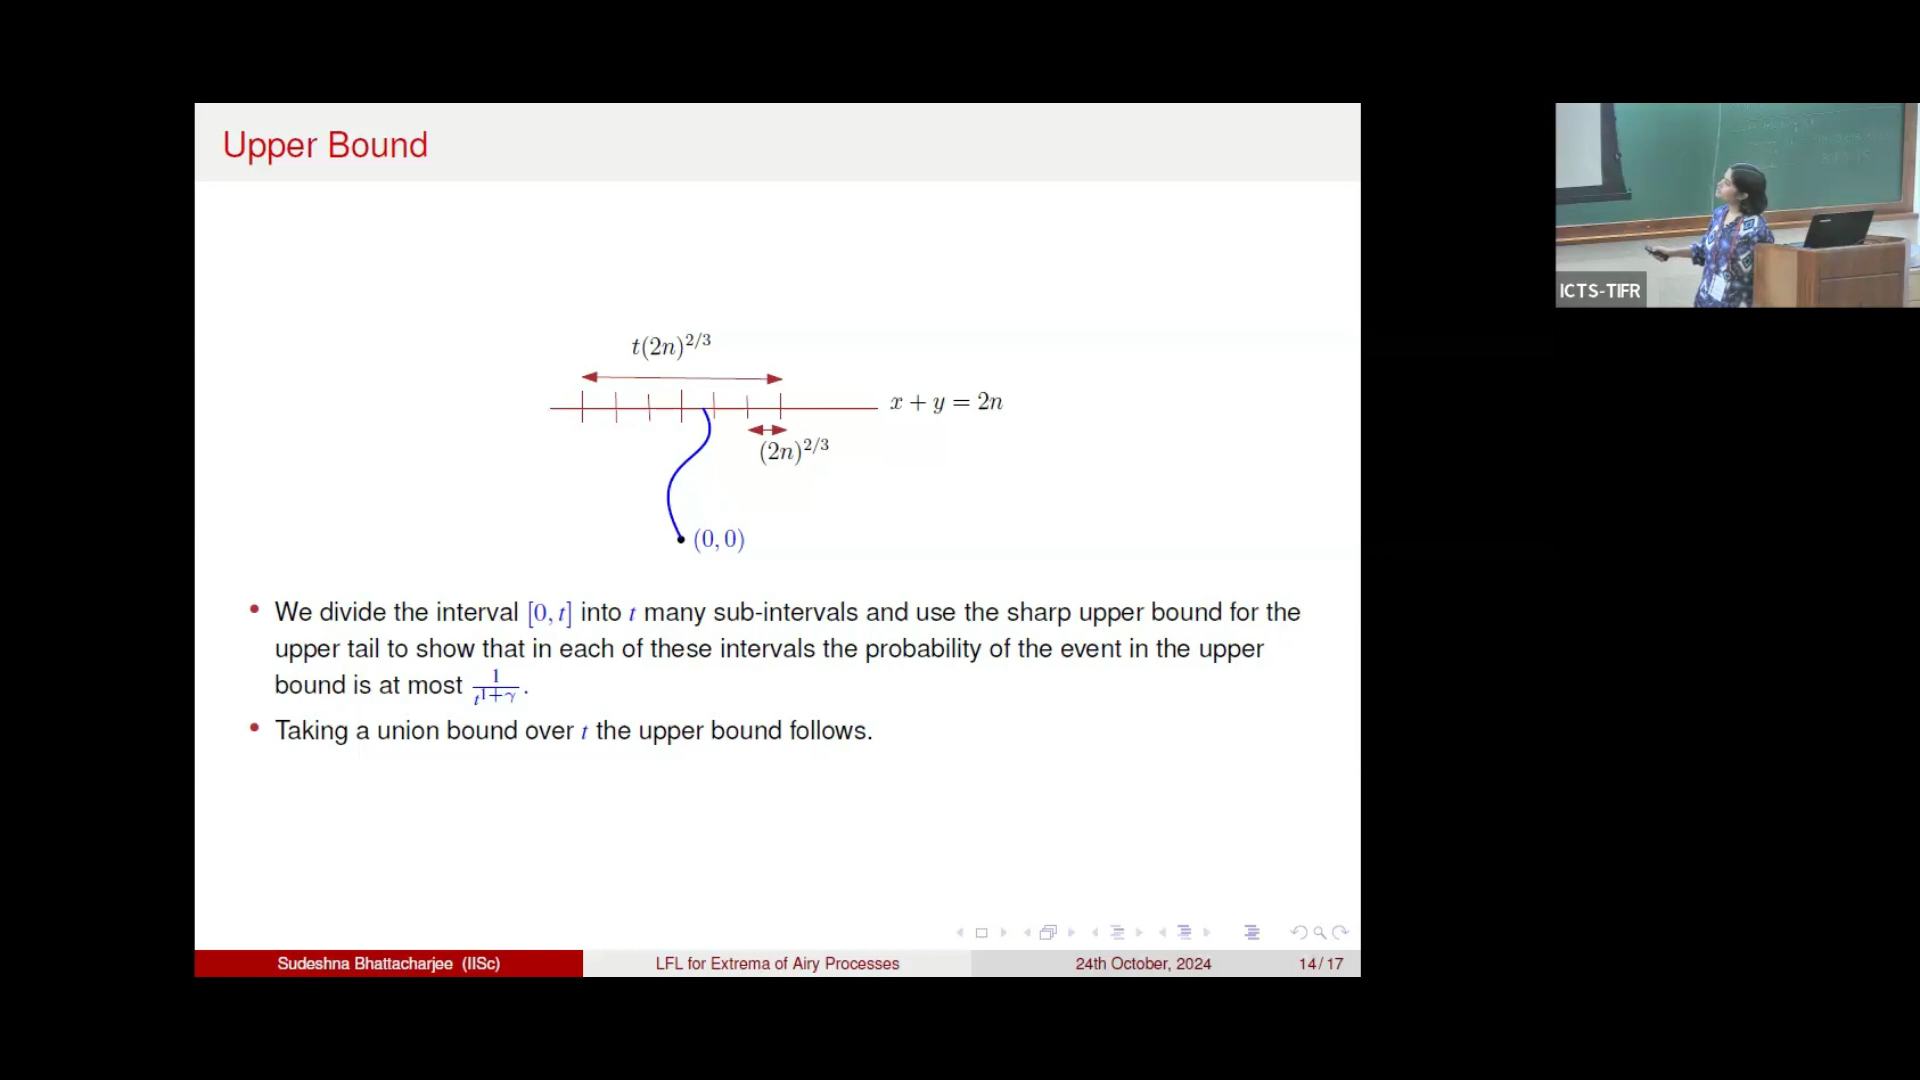 Upper Bound
ICTS-TIFR
t(2n)^{2/3}
x + y = 2n
(2n)^{2/3}
(0, 0)
• We divide the interval [0, t] into t many sub-intervals and use the sharp upper bound for the
upper tail to show that in each of these intervals the probability of the event in the upper
bound is at most \frac{1}{t^{1+γ}}.
• Taking a union bound over t the upper bound follows.
Sudeshna Bhattacharjee (IISc)
LFL for Extrema of Airy Processes
24th October, 2024
14/17